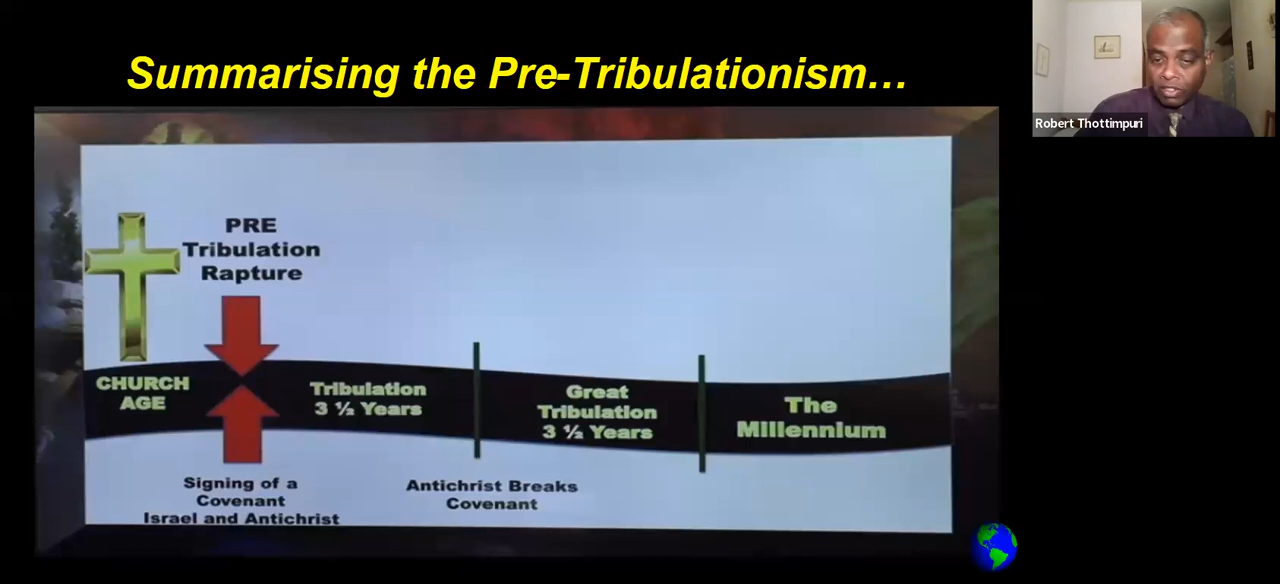 Summarising the Pre-Tribulationism...
Robert Thottimpuri
PRE
Tribulation
Rapture
CHURCH
AGE
Tribulation
3 ½ Years
Great
Tribulation
3 ½ Years
The
Millennium
Signing of a
Covenant
Israel and Antichrist
Antichrist Breaks
Covenant